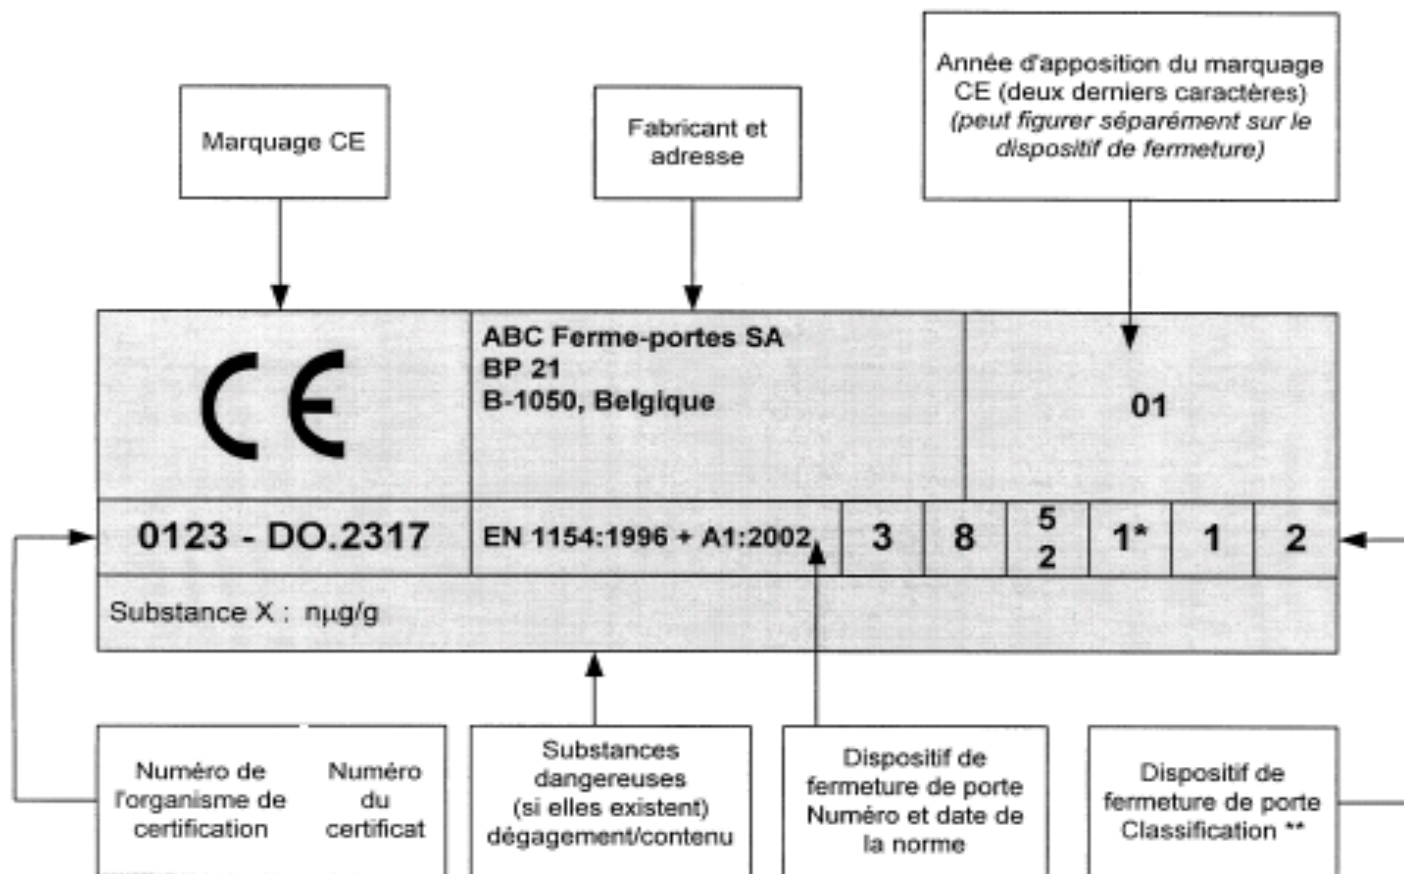 Année d'apposition du marquage
CE (deux derniers caractères)
(peut figurer séparément sur le
dispositif de fermeture)
Marquage CE
Fabricant et
adresse
CE
ABC Ferme-portes SA
BP 21
B-1050, Belgique
01
0123 - DO.2317
EN 1154:1996 + A1:2002
3
8
5
2
1*
1
2
Substance X : nµg/g
Numéro de
l'organisme de
certification
Numéro
du
certificat
Substances
dangereuses
(si elles existent)
dégagement/contenu
Dispositif de
fermeture de porte
Numéro et date de
la norme
Dispositif de
fermeture de porte
Classification **